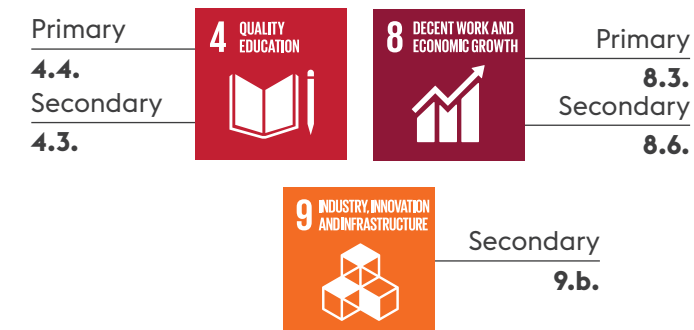 Primary
4.4.
Secondary
4.3.
4 QUALITY
EDUCATION
8 DECENT WORK AND
ECONOMIC GROWTH
Primary
8.3.
Secondary
8.6.
9 INDUSTRY, INNOVATION
AND INFRASTRUCTURE
Secondary
9.b.